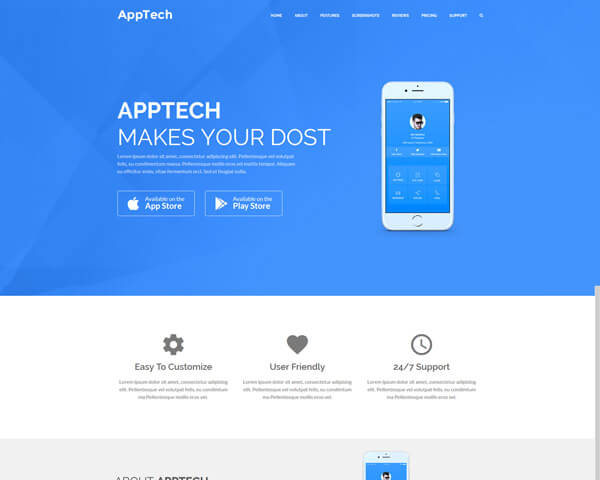 AppTech
HOME ABOUT FEATURES SCREENSHOTS REVIEWS PRICING SUPPORT
APPTECH
MAKES YOUR DOST
Lorem ipsum dolor sit amet, consectetur adipiscing elit. Pellentesque vel volutpat
felis, eu condimentum massa. Pellentesque mollis eros vel mattis tempor. Aliquam
eu efficitur enim, vitae fermentum orci. Sed et feugiat nulla.
Available on the
App Store
Available on the
Play Store
Easy To Customize
Lorem ipsum dolor sit amet, consectetur adipiscing
elit. Pellentesque vel volutpat felis, eu condimentum
ma Pellentesque mollis eros vel.
User Friendly
Lorem ipsum dolor sit amet, consectetur adipiscing
elit. Pellentesque vel volutpat felis, eu condimentum
ma Pellentesque mollis eros vel.
24/7 Support
Lorem ipsum dolor sit amet, consectetur adipiscing
elit. Pellentesque vel volutpat felis, eu condimentum
ma Pellentesque mollis eros vel.
ABOUT APPTECH